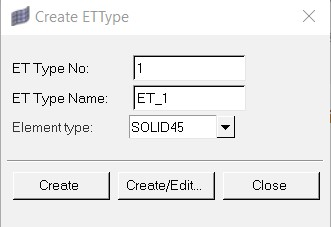 Create ETType
ET Type No: 1
ET Type Name: ET_1
Element type: SOLID45
Create Create/Edit... Close